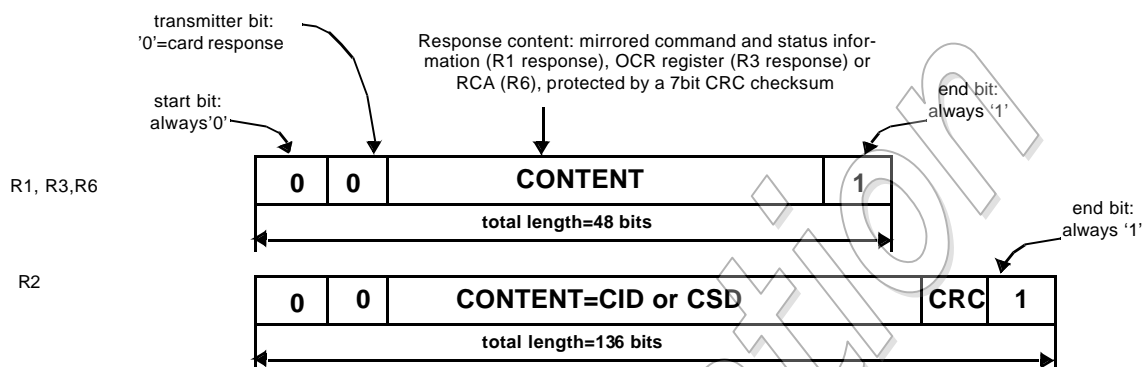 transmitter bit:
'0'=card response
Response content: mirrored command and status infor-
mation (R1 response), OCR register (R3 response) or
RCA (R6), protected by a 7bit CRC checksum
start bit:
always'0'
end bit:
always ‘1’
R1, R3,R6
0 0 CONTENT 1
total length=48 bits
end bit:
always ‘1’
R2
0 0 CONTENT=CID or CSD CRC 1
total length=136 bits